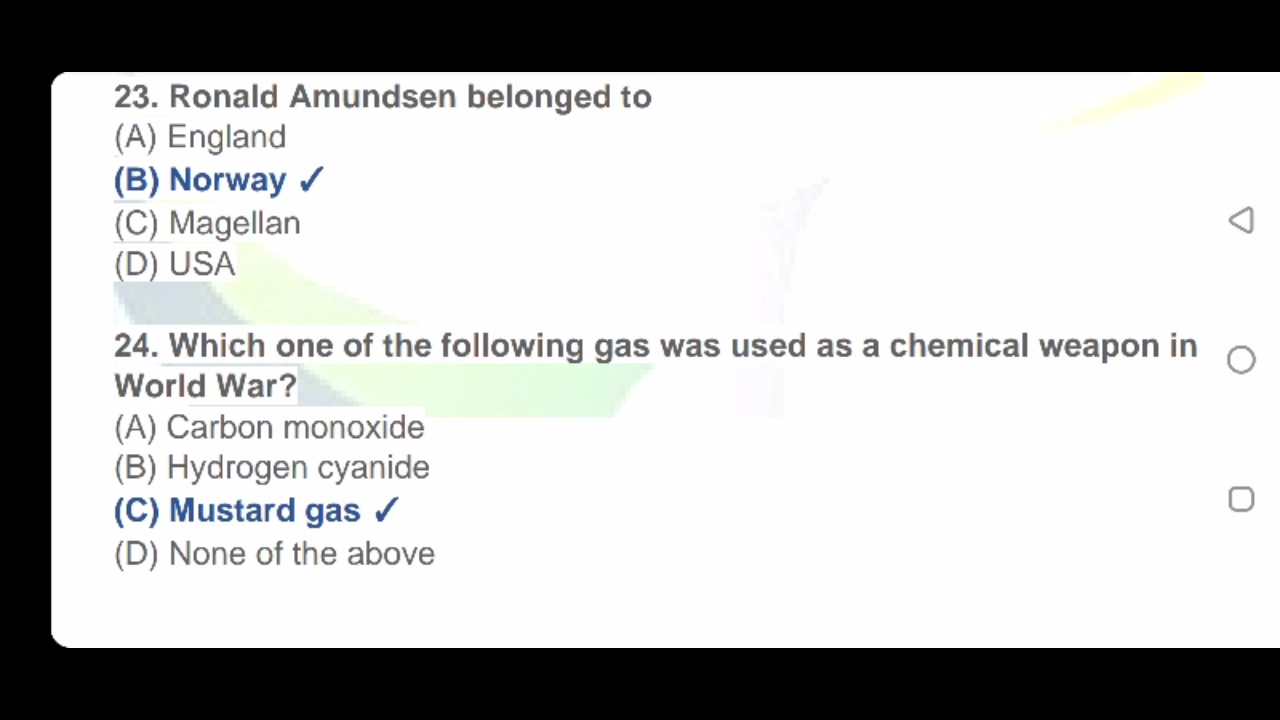 23. Ronald Amundsen belonged to
(A) England
(B) Norway ✓
(C) Magellan
(D) USA
24. Which one of the following gas was used as a chemical weapon in
World War?
(A) Carbon monoxide
(B) Hydrogen cyanide
(C) Mustard gas ✓
(D) None of the above